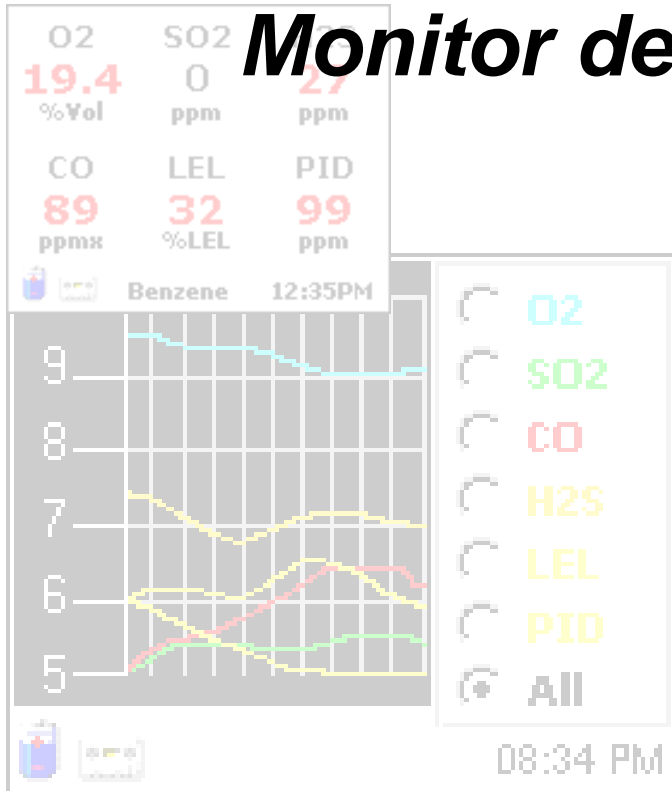 Monitor de
O2 SO2
19.4 0 27
%Vol ppm ppm
CO LEL PID
89 32 99
ppmx %LEL ppm
Benzene 12:35PM
9
8
7
6
5
O2
SO2
CO
H2S
LEL
PID
All
08:34 PM